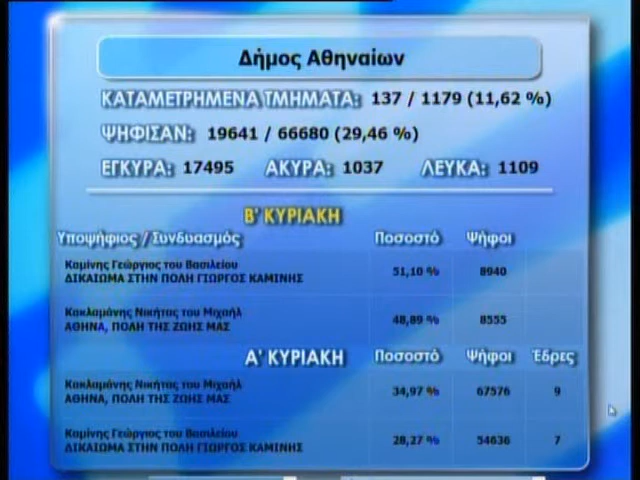 Δήμος Αθηναίων
ΚΑΤΑΜΕΤΡΗΜΕΝΑ ΤΜΗΜΑΤΑ: 137 / 1179 (11,62 %)
ΨΗΦΙΣΑΝ: 19641 / 66680 (29,46 %)
ΕΓΚΥΡΑ: 17495 ΑΚΥΡΑ: 1037 ΛΕΥΚΑ: 1109
Β' ΚΥΡΙΑΚΗ
Υποψήφιος / Συνδυασμός Ποσοστό Ψήφοι
Καμίνης Γεώργιος του Βασιλείου
ΔΙΚΑΙΩΜΑ ΣΤΗΝ ΠΟΛΗ ΓΙΩΡΓΟΣ ΚΑΜΙΝΗΣ 51,10 % 8940
Κακλαμάνης Νικήτας του Μιχαήλ
ΑΘΗΝΑ, ΠΟΛΗ ΤΗΣ ΖΩΗΣ ΜΑΣ 48,89 % 8555
Α' ΚΥΡΙΑΚΗ Ποσοστό Ψήφοι Έδρες
Κακλαμάνης Νικήτας του Μιχαήλ
ΑΘΗΝΑ, ΠΟΛΗ ΤΗΣ ΖΩΗΣ ΜΑΣ 34,97 % 67576 9
Καμίνης Γεώργιος του Βασιλείου
ΔΙΚΑΙΩΜΑ ΣΤΗΝ ΠΟΛΗ ΓΙΩΡΓΟΣ ΚΑΜΙΝΗΣ 28,27 % 54636 7